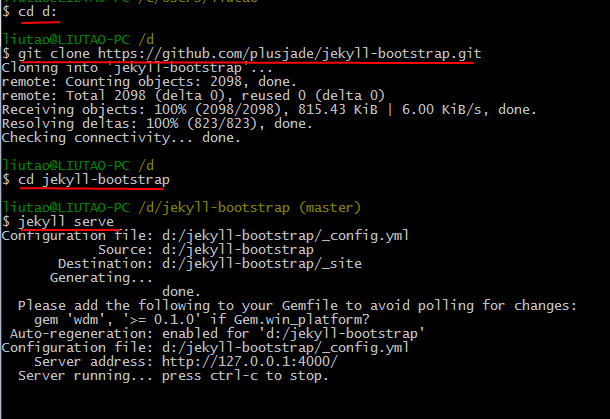 liutao@LIUTAO-PC /c/Users/liutao
$ cd d:
liutao@LIUTAO-PC /d
$ git clone https://github.com/plusjade/jekyll-bootstrap.git
Cloning into 'jekyll-bootstrap'...
remote: Counting objects: 2098, done.
remote: Total 2098 (delta 0), reused 0 (delta 0)
Receiving objects: 100% (2098/2098), 815.43 KiB | 6.00 KiB/s, done.
Resolving deltas: 100% (823/823), done.
Checking connectivity... done.
liutao@LIUTAO-PC /d
$ cd jekyll-bootstrap
liutao@LIUTAO-PC /d/jekyll-bootstrap (master)
$ jekyll serve
Configuration file: d:/jekyll-bootstrap/_config.yml
Source: d:/jekyll-bootstrap
Destination: d:/jekyll-bootstrap/_site
Generating...
done.
Please add the following to your Gemfile to avoid polling for changes:
gem 'wdm', '>= 0.1.0' if Gem.win_platform?
Auto-regeneration: enabled for 'd:/jekyll-bootstrap'
Configuration file: d:/jekyll-bootstrap/_config.yml
Server address: http://127.0.0.1:4000/
Server running... press ctrl-c to stop.